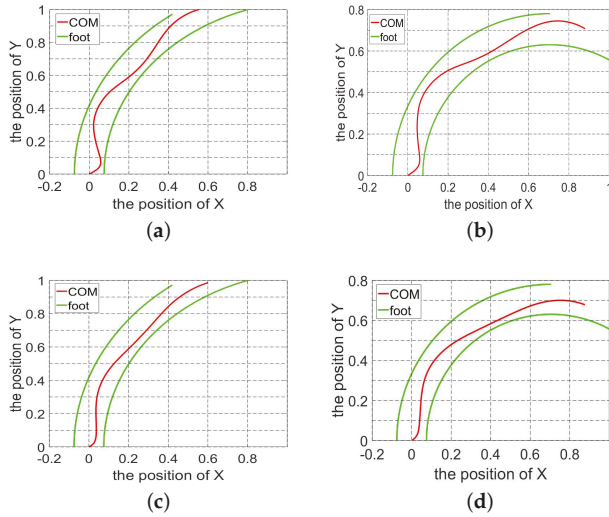 1
0.8
0.6
0.4
0.2
0
the position of Y
COM
foot
-0.2 0 0.2 0.4 0.6 0.8
the position of X
(a)
0.8
0.6
0.4
0.2
0
the position of Y
COM
foot
-0.2 0 0.2 0.4 0.6 0.8 1
the position of X
(b)
1
0.8
0.6
0.4
0.2
0
the position of Y
COM
foot
-0.2 0 0.2 0.4 0.6 0.8
the position of X
(c)
0.8
0.6
0.4
0.2
0
the position of Y
COM
foot
-0.2 0 0.2 0.4 0.6 0.8
the position of X
(d)